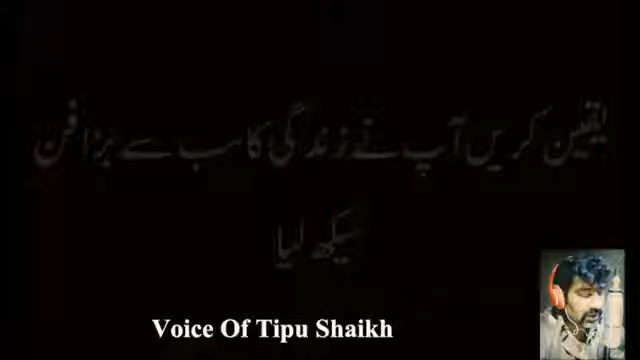 یقین کریں آپ نے زندگی کا سب سے بڑا فن
سیکھ لیا
Voice Of Tipu Shaikh